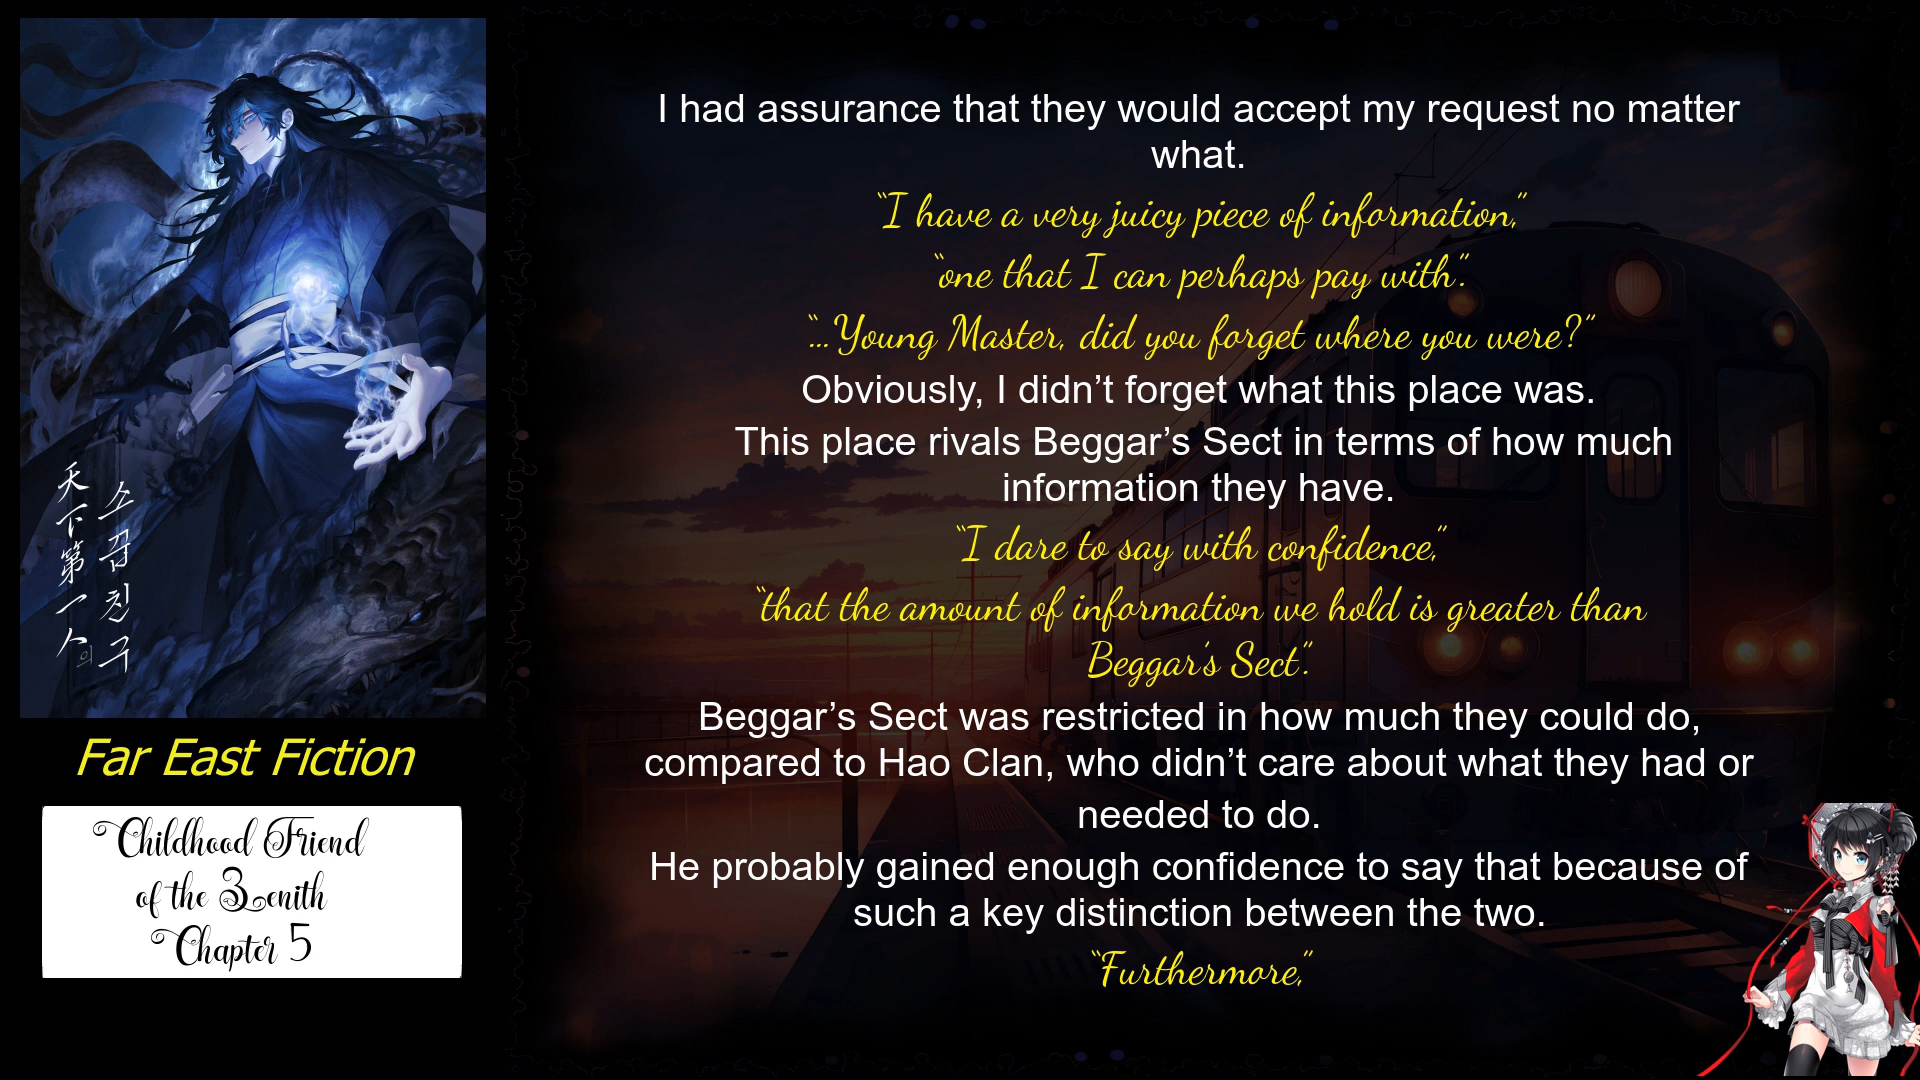 天下第一人의
소꿉친구
Far East Fiction
Childhood Friend
of the Zenith
Chapter 5
I had assurance that they would accept my request no matter
what.
“I have a very juicy piece of information,”
“one that I can perhaps pay with.”
“…Young Master, did you forget where you were?”
Obviously, I didn’t forget what this place was.
This place rivals Beggar’s Sect in terms of how much
information they have.
“I dare to say with confidence,”
“that the amount of information we hold is greater than
Beggar’s Sect.”
Beggar’s Sect was restricted in how much they could do,
compared to Hao Clan, who didn’t care about what they had or
needed to do.
He probably gained enough confidence to say that because of
such a key distinction between the two.
“Furthermore,”